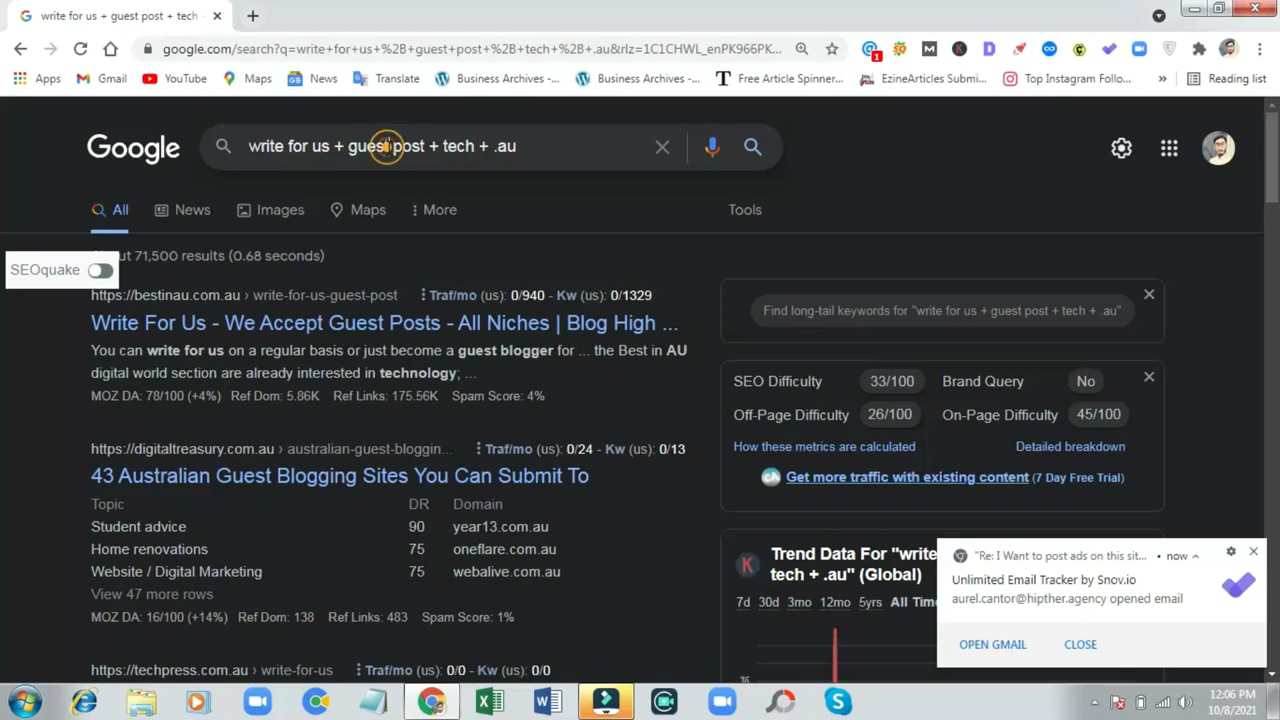 write for us + guest post + tech
google.com/search?q=write+for+us+%2B+guest+post+%2B+tech+%2B+.au&rlz=1C1CHWL_enPK966PK...
1
Apps
Gmail
YouTube
Maps
News
Translate
Business Archives -...
Business Archives -...
Free Article Spinner...
EzineArticles Submi...
Top Instagram Follo...
»
Reading list
Google
write for us + guest post + tech + .au
All
News
Images
Maps
More
Tools
71,500 results (0.68 seconds)
SEOquake
https://bestinau.com.au › write-for-us-guest-post
Traf/mo (us): 0/940 - Kw (us): 0/1329
Write For Us - We Accept Guest Posts - All Niches | Blog High ...
You can write for us on a regular basis or just become a guest blogger for ... the Best in AU
digital world section are already interested in technology; ...
MOZ DA: 78/100 (+4%) Ref Dom: 5.86K Ref Links: 175.56K Spam Score: 4%
https://digitaltreasury.com.au › australian-guest-bloggin...
Traf/mo (us): 0/24 - Kw (us): 0/13
43 Australian Guest Blogging Sites You Can Submit To
Topic DR Domain
Student advice 90 year13.com.au
Home renovations 75 oneflare.com.au
Website / Digital Marketing 75 webalive.com.au
View 47 more rows
MOZ DA: 16/100 (+14%) Ref Dom: 138 Ref Links: 483 Spam Score: 1%
https://techpress.com.au › write-for-us
Traf/mo (us): 0/0 - Kw (us): 0/0
Find long-tail keywords for "write for us + guest post + tech + .au"
SEO Difficulty 33/100 Brand Query No
Off-Page Difficulty 26/100 On-Page Difficulty 45/100
How these metrics are calculated
Detailed breakdown
Get more traffic with existing content (7 Day Free Trial)
K
Trend Data For "write
tech + .au" (Global)
7d 30d 3mo 12mo 5yrs All Time
"Re: I Want to post ads on this sit... • now
Unlimited Email Tracker by Snov.io
aurel.cantor@hipther.agency opened email
OPEN GMAIL
CLOSE
12:06 PM
10/8/2021